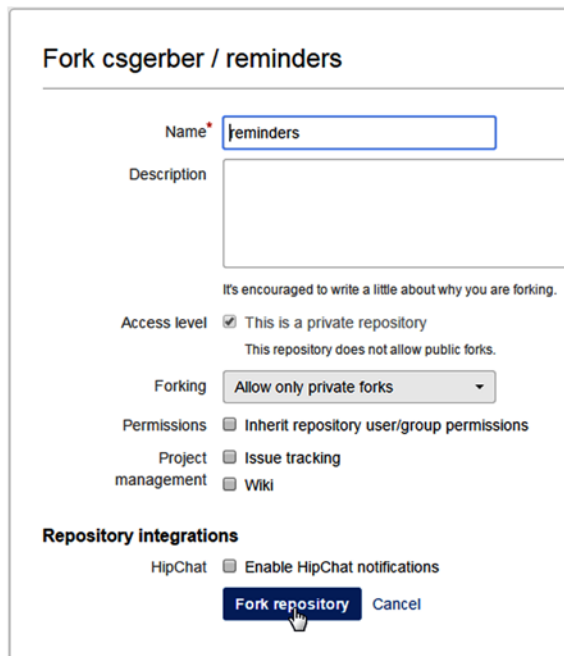 Fork csgerber / reminders
Name*
reminders
Description
It's encouraged to write a little about why you are forking.
Access level
This is a private repository
This repository does not allow public forks.
Forking
Allow only private forks
Permissions
Inherit repository user/group permissions
Project management
Issue tracking
Wiki
Repository integrations
HipChat
Enable HipChat notifications
Fork repository
Cancel